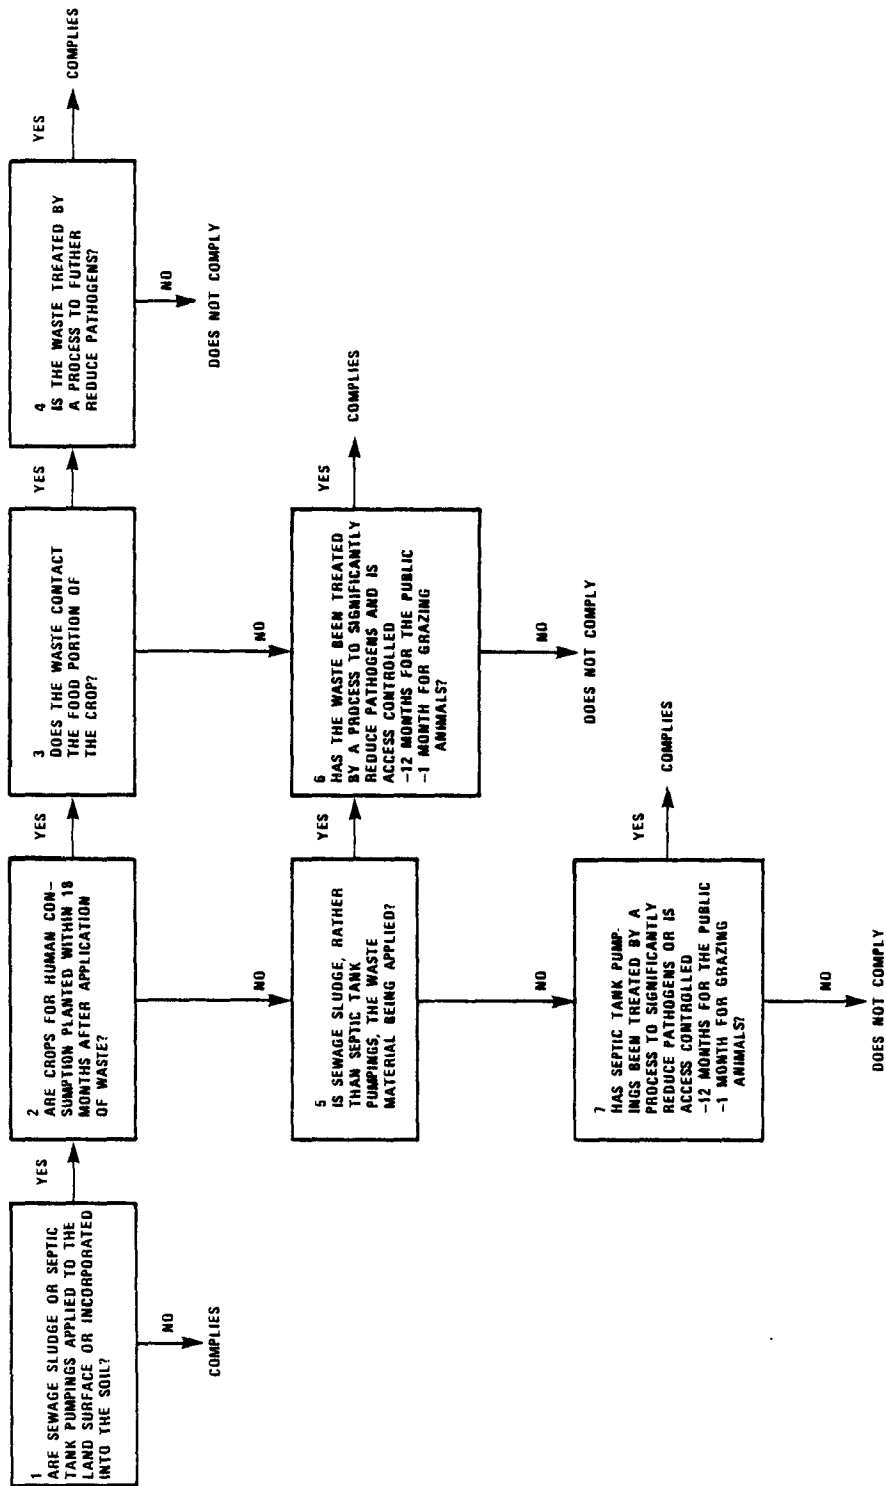 1
ARE SEWAGE SLUDGE OR SEPTIC
TANK PUMPINGS APPLIED TO THE
LAND SURFACE OR INCORPORATED
INTO THE SOIL?
YES
NO
COMPLIES
2
ARE CROPS FOR HUMAN CON-
SUMPTION PLANTED WITHIN 18
MONTHS AFTER APPLICATION
OF WASTE?
YES
NO
3
DOES THE WASTE CONTACT
THE FOOD PORTION OF
THE CROP?
YES
NO
4
IS THE WASTE TREATED BY
A PROCESS TO FUTHER
REDUCE PATHOGENS?
YES
COMPLIES
NO
DOES NOT COMPLY
5
IS SEWAGE SLUDGE, RATHER
THAN SEPTIC TANK
PUMPINGS, THE WASTE
MATERIAL BEING APPLIED?
YES
NO
6
HAS THE WASTE BEEN TREATED
BY A PROCESS TO SIGNIFICANTLY
REDUCE PATHOGENS AND IS
ACCESS CONTROLLED
-12 MONTHS FOR THE PUBLIC
-1 MONTH FOR GRAZING
ANIMALS?
YES
COMPLIES
NO
DOES NOT COMPLY
7
HAS SEPTIC TANK PUMP-
INGS BEEN TREATED BY A
PROCESS TO SIGNIFICANTLY
REDUCE PATHOGENS OR IS
ACCESS CONTROLLED
-12 MONTHS FOR THE PUBLIC
-1 MONTH FOR GRAZING
ANIMALS?
YES
COMPLIES
NO
DOES NOT COMPLY